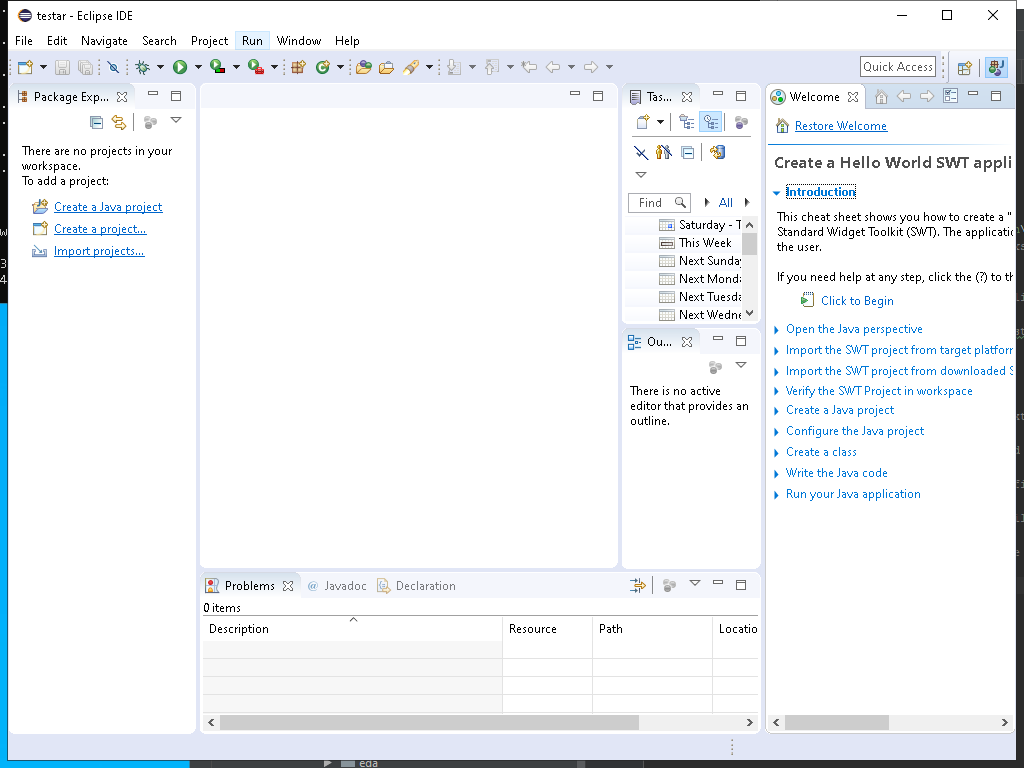 testar - Eclipse IDE
File Edit Navigate Search Project Run Window Help
Quick Access
Package Exp...
There are no projects in your
workspace.
To add a project:
Create a Java project
Create a project...
Import projects...
Tas...
Find
All
Saturday - T
This Week
Next Sunday
Next Monda
Next Tuesda
Next Wedne
Ou...
There is no active
editor that provides an
outline.
Welcome
Restore Welcome
Create a Hello World SWT appli
Introduction
This cheat sheet shows you how to create a "
Standard Widget Toolkit (SWT). The applicatio
the user.
If you need help at any step, click the (?) to th
Click to Begin
Open the Java perspective
Import the SWT project from target platform
Import the SWT project from downloaded S
Verify the SWT Project in workspace
Create a Java project
Configure the Java project
Create a class
Write the Java code
Run your Java application
Problems @ Javadoc Declaration
0 items
Description Resource Path Locatio
eda